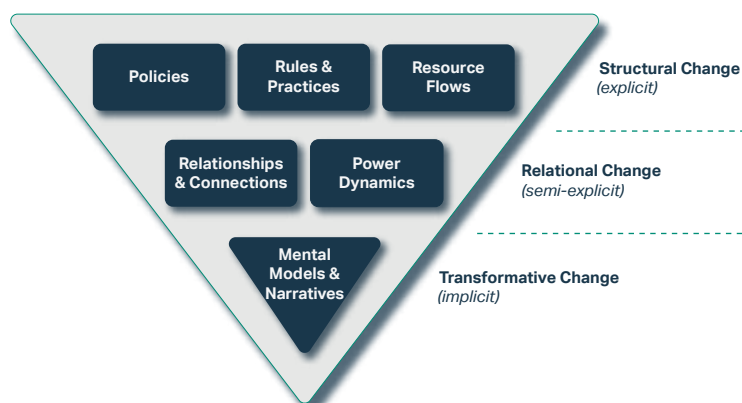 Policies
Rules &
Practices
Resource
Flows
Structural Change
(explicit)
Relationships
& Connections
Power
Dynamics
Relational Change
(semi-explicit)
Mental
Models &
Narratives
Transformative Change
(implicit)